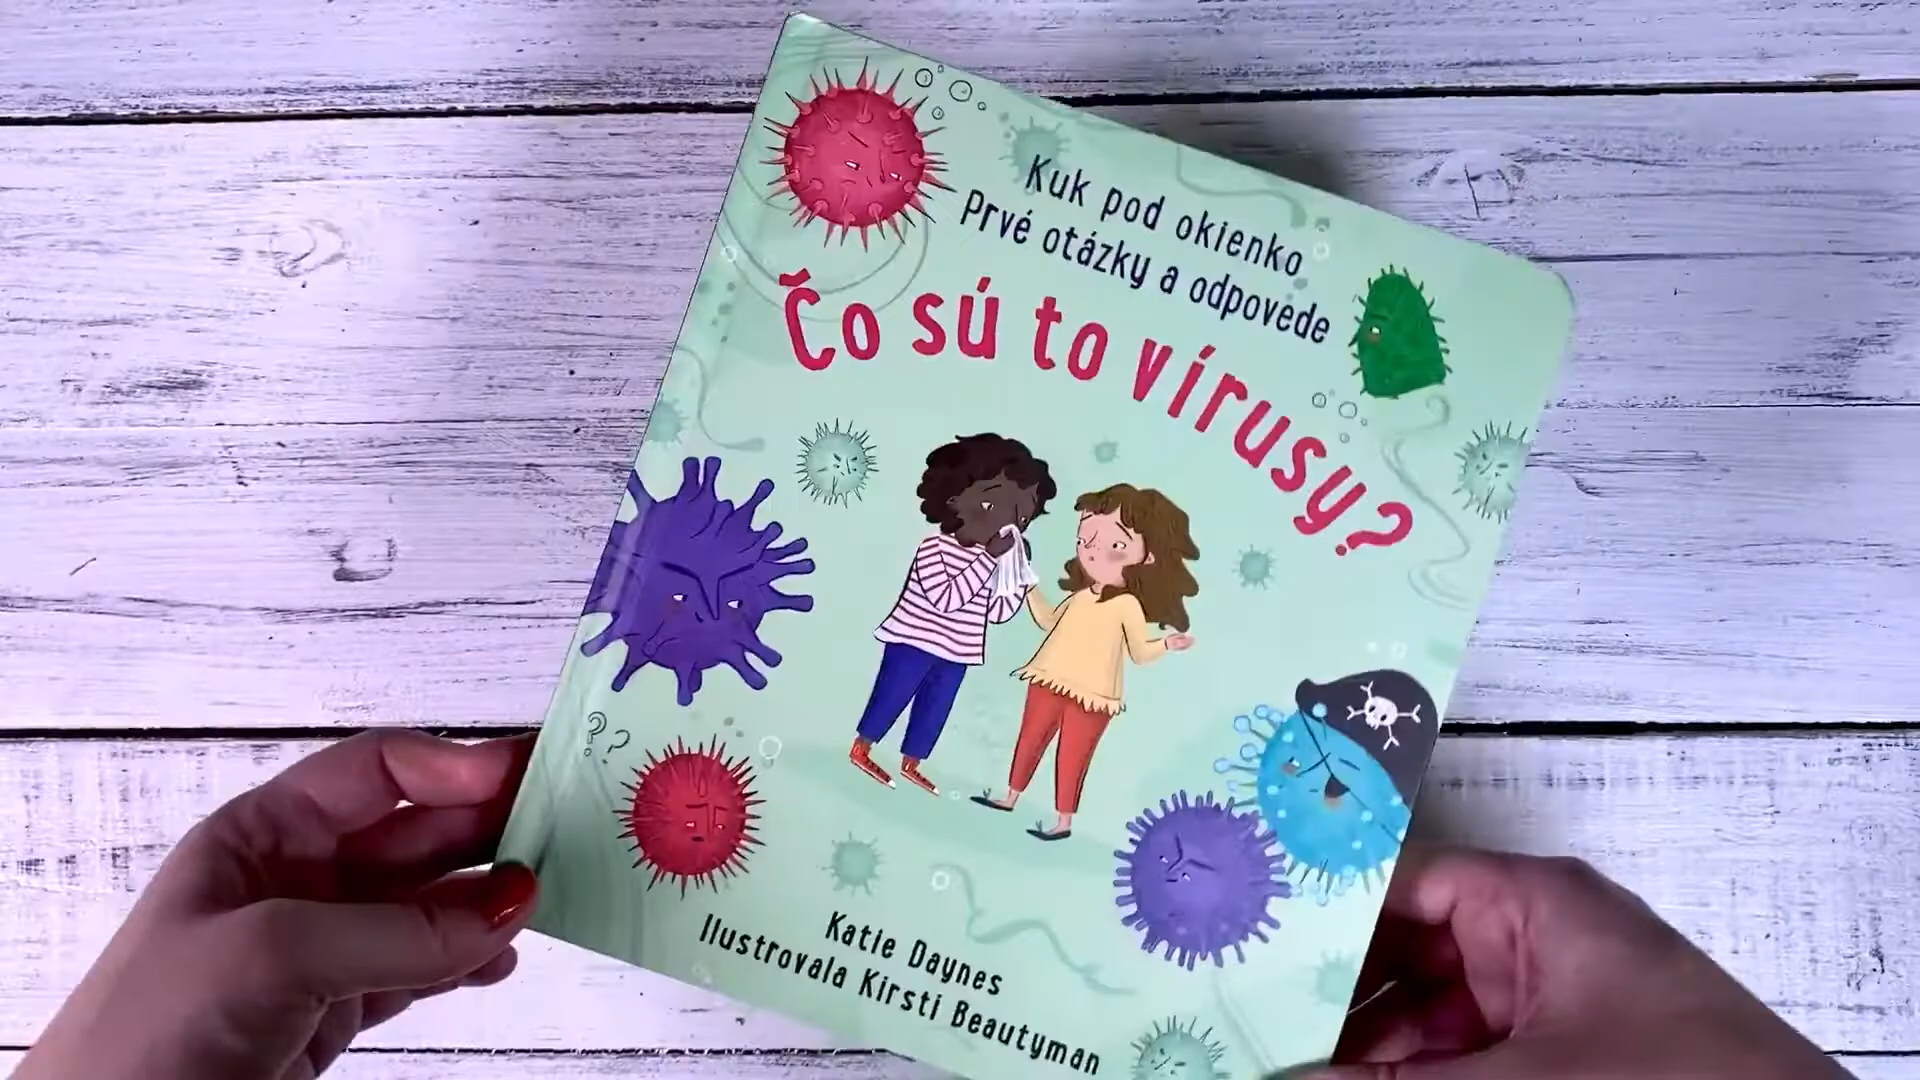 Kuk pod okienko
Prvé otázky a odpovede
Čo sú to vírusy?
??
Katie Daynes
Ilustrovala Kirsti Beautyman